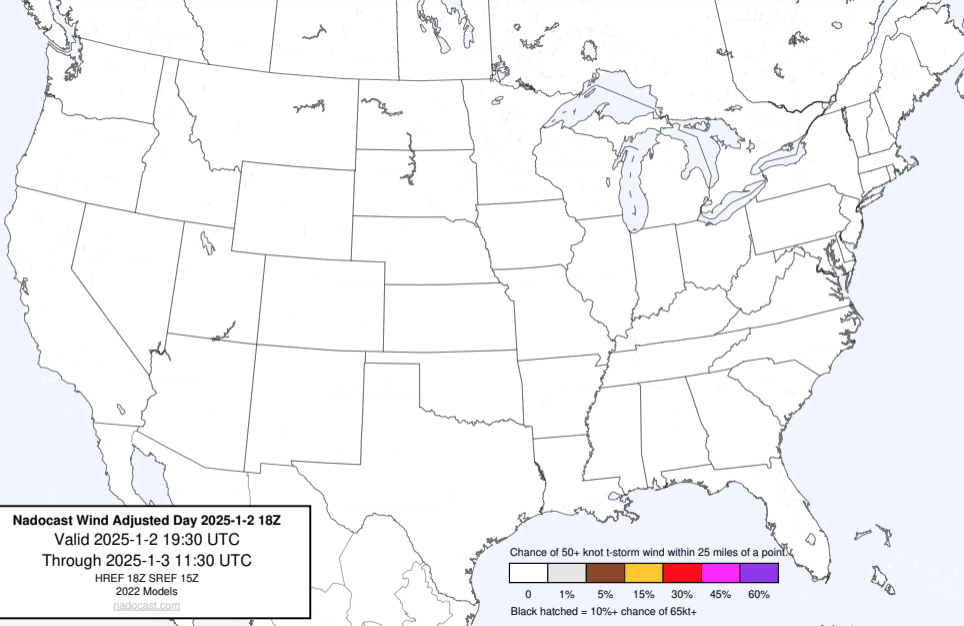 Nadocast Wind Adjusted Day 2025-1-2 18Z
Valid 2025-1-2 19:30 UTC
Through 2025-1-3 11:30 UTC
HREF 18Z SREF 15Z
2022 Models
nadocast.com
Chance of 50+ knot t-storm wind within 25 miles of a point.
0 1% 5% 15% 30% 45% 60%
Black hatched = 10%+ chance of 65kt+